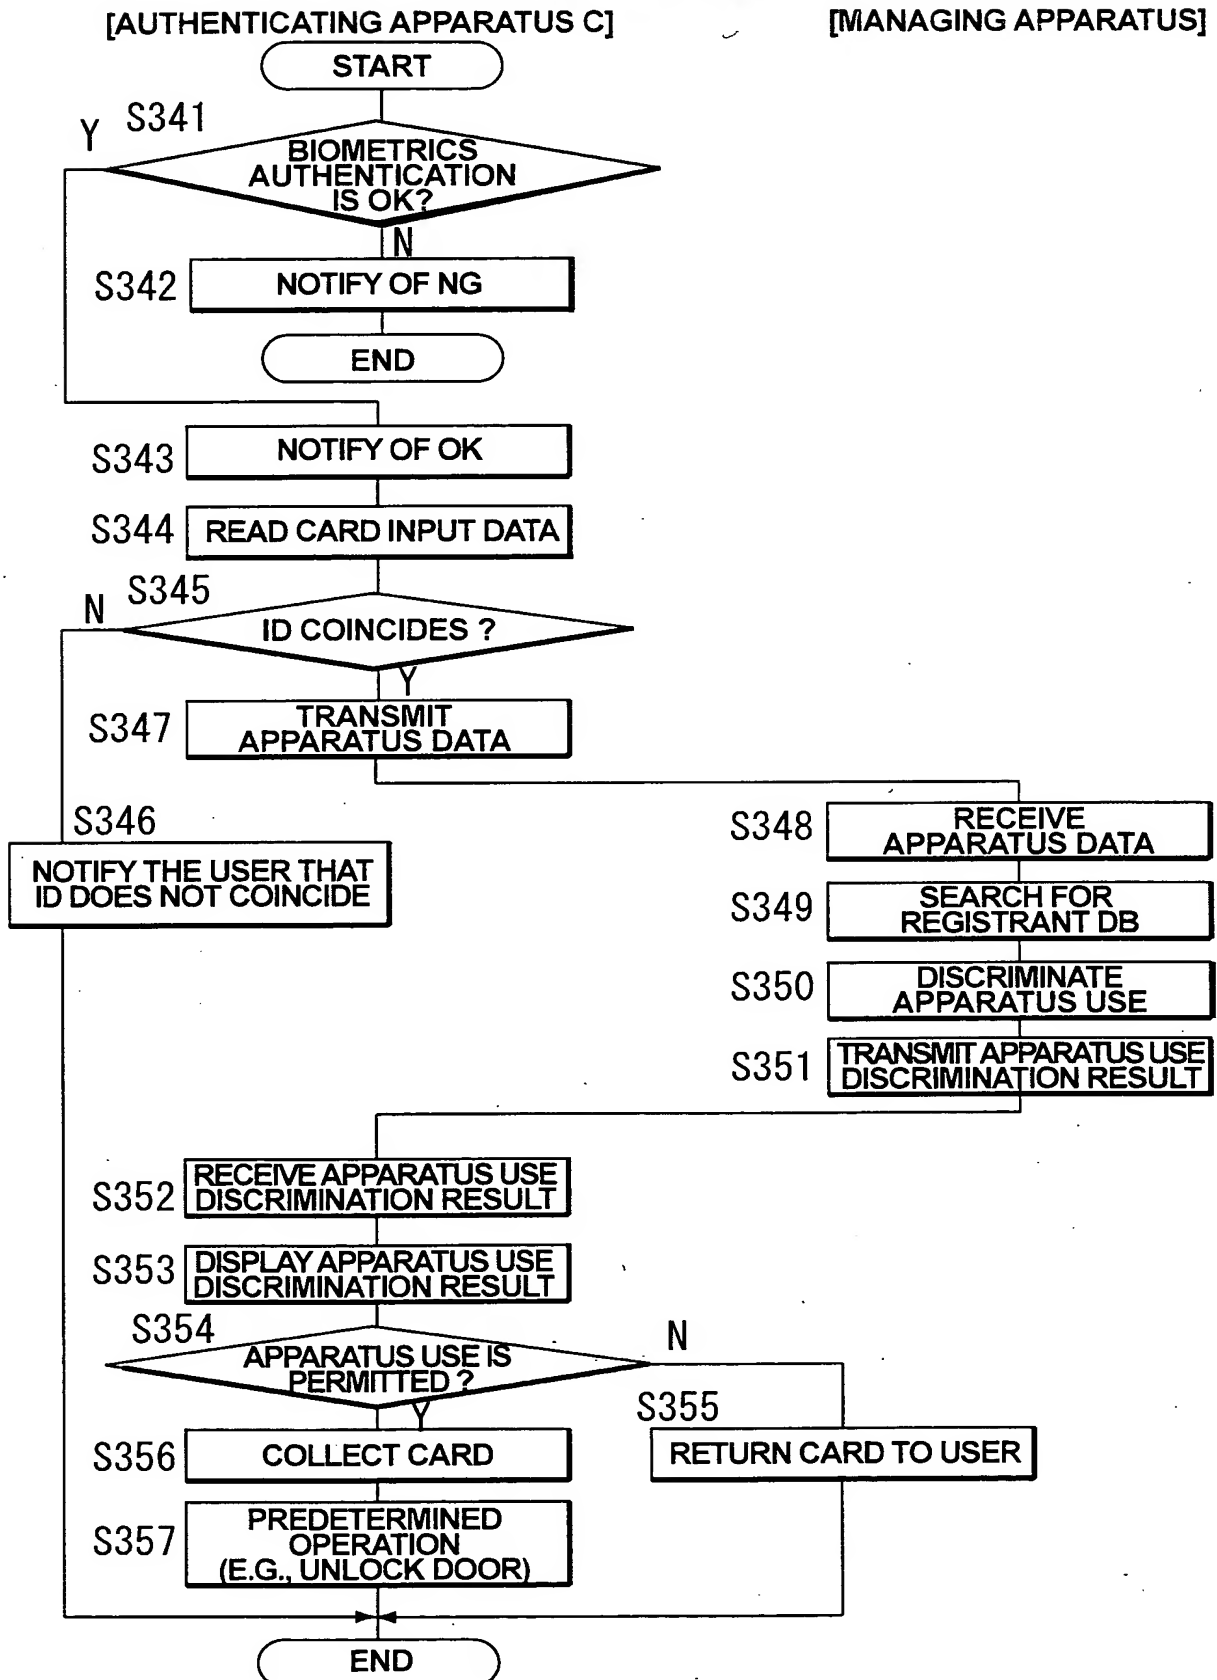 [AUTHENTICATING APPARATUS C]
[MANAGING APPARATUS]
START
S341
Y
BIOMETRICS
AUTHENTICATION
IS OK?
N
S342
NOTIFY OF NG
END
S343
NOTIFY OF OK
S344
READ CARD INPUT DATA
S345
N
ID COINCIDES ?
Y
S347
TRANSMIT
APPARATUS DATA
S346
NOTIFY THE USER THAT
ID DOES NOT COINCIDE
S348
RECEIVE
APPARATUS DATA
S349
SEARCH FOR
REGISTRANT DB
S350
DISCRIMINATE
APPARATUS USE
S351
TRANSMIT APPARATUS USE
DISCRIMINATION RESULT
S352
RECEIVE APPARATUS USE
DISCRIMINATION RESULT
S353
DISPLAY APPARATUS USE
DISCRIMINATION RESULT
S354
N
APPARATUS USE IS
PERMITTED ?
Y
S355
RETURN CARD TO USER
S356
COLLECT CARD
S357
PREDETERMINED
OPERATION
(E.G., UNLOCK DOOR)
END